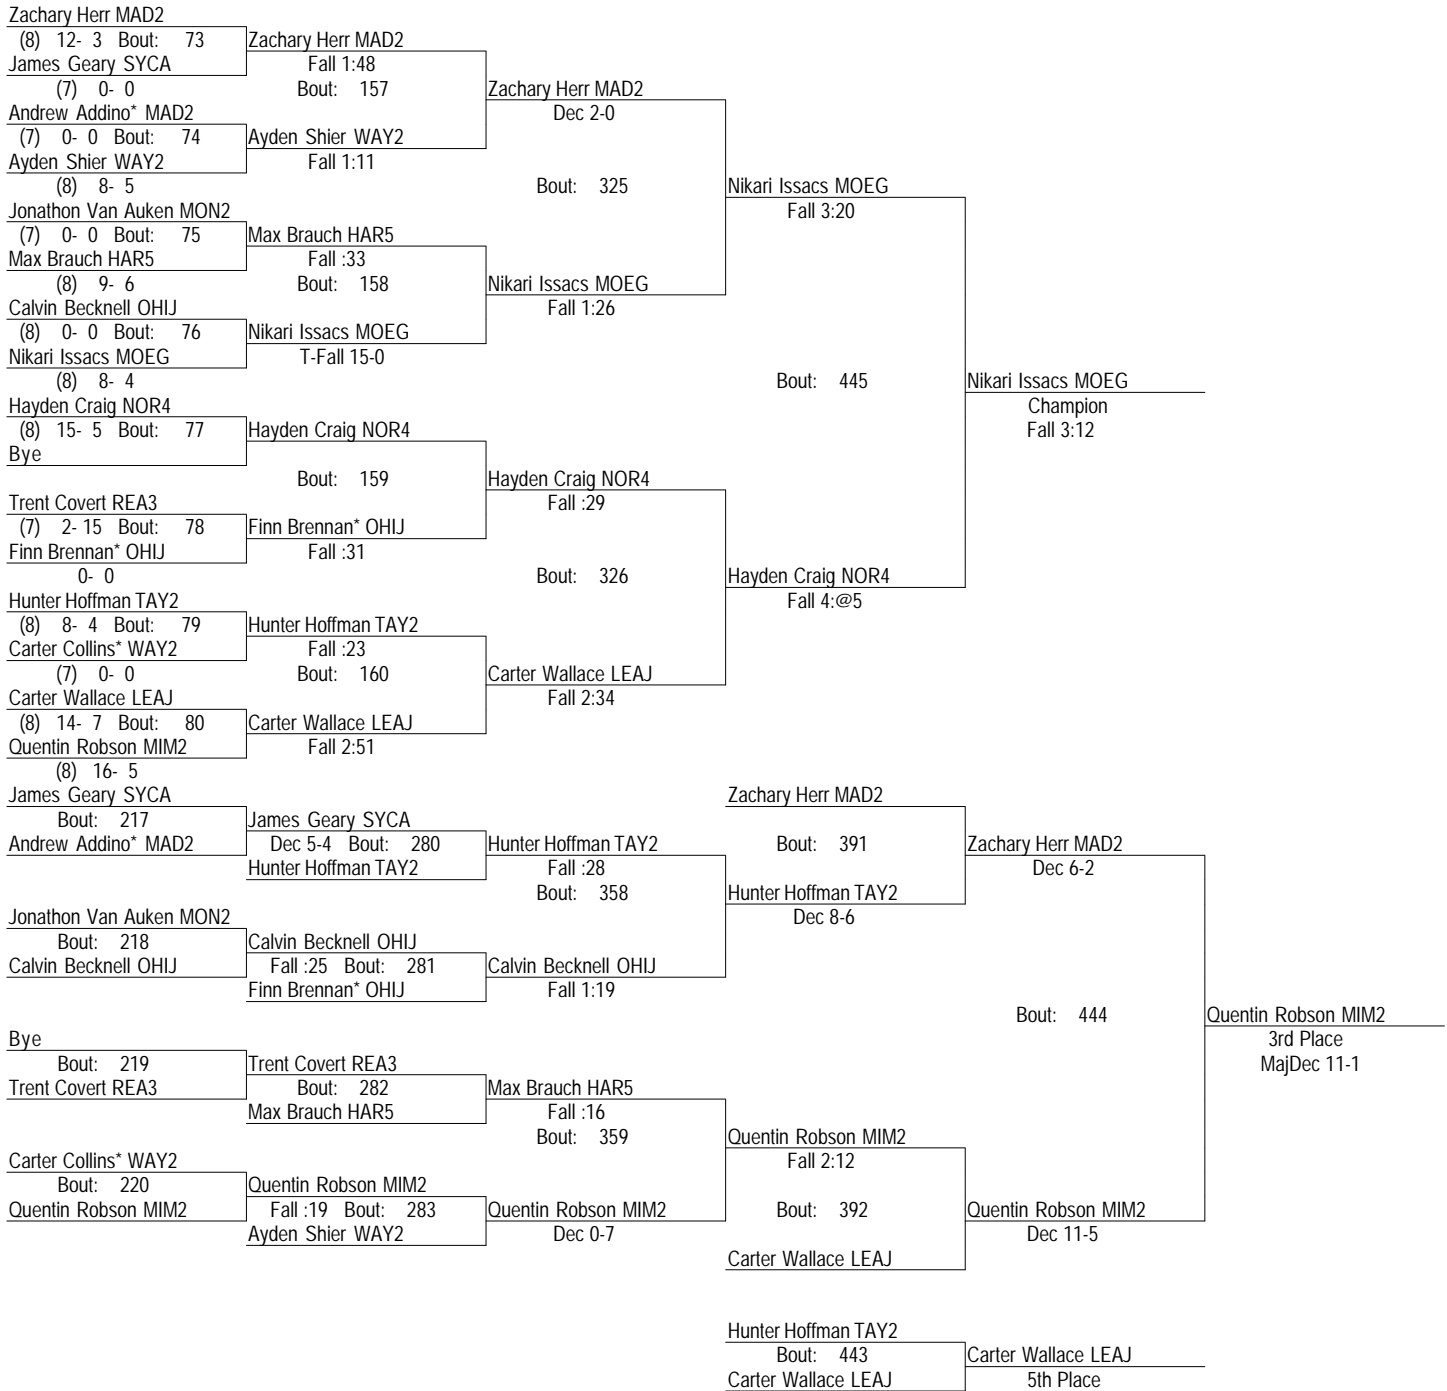 Zachary Herr MAD2
(8) 12- 3 Bout: 73 Zachary Herr MAD2
James Geary SYCA Fall 1:48
(7) 0- 0 Bout: 157 Zachary Herr MAD2
Andrew Addino* MAD2 Dec 2-0
(7) 0- 0 Bout: 74 Ayden Shier WAY2
Ayden Shier WAY2 Fall 1:11
(8) 8- 5 Bout: 325 Nikari Issacs MOEG
Jonathon Van Auken MON2 Fall 3:20
(7) 0- 0 Bout: 75 Max Brauch HAR5
Max Brauch HAR5 Fall :33
(8) 9- 6 Bout: 158 Nikari Issacs MOEG
Calvin Becknell OHIJ Fall 1:26
(8) 0- 0 Bout: 76 Nikari Issacs MOEG
Nikari Issacs MOEG T-Fall 15-0
(8) 8- 4 Bout: 445 Nikari Issacs MOEG
Hayden Craig NOR4 Champion
(8) 15- 5 Bout: 77 Hayden Craig NOR4 Fall 3:12
Bye
Bout: 159 Hayden Craig NOR4
Trent Covert REA3 Fall :29
(7) 2- 15 Bout: 78 Finn Brennan* OHIJ
Finn Brennan* OHIJ Fall :31
0- 0 Bout: 326 Hayden Craig NOR4
Hunter Hoffman TAY2 Fall 4:@5
(8) 8- 4 Bout: 79 Hunter Hoffman TAY2
Carter Collins* WAY2 Fall :23
(7) 0- 0 Bout: 160 Carter Wallace LEAJ
Carter Wallace LEAJ Fall 2:34
(8) 14- 7 Bout: 80 Carter Wallace LEAJ
Quentin Robson MIM2 Fall 2:51
(8) 16- 5
James Geary SYCA Zachary Herr MAD2
Bout: 217 James Geary SYCA
Andrew Addino* MAD2 Dec 5-4 Bout: 280 Hunter Hoffman TAY2 Bout: 391 Zachary Herr MAD2
Hunter Hoffman TAY2 Fall :28 Dec 6-2
Bout: 358 Hunter Hoffman TAY2
Jonathon Van Auken MON2 Dec 8-6
Bout: 218 Calvin Becknell OHIJ
Calvin Becknell OHIJ Fall :25 Bout: 281 Calvin Becknell OHIJ
Finn Brennan* OHIJ Fall 1:19
Bout: 444 Quentin Robson MIM2
Bye 3rd Place
Bout: 219 Trent Covert REA3 MajDec 11-1
Trent Covert REA3 Bout: 282 Max Brauch HAR5
Max Brauch HAR5 Fall :16
Bout: 359 Quentin Robson MIM2
Carter Collins* WAY2 Fall 2:12
Bout: 220 Quentin Robson MIM2
Quentin Robson MIM2 Fall :19 Bout: 283 Quentin Robson MIM2 Bout: 392 Quentin Robson MIM2
Ayden Shier WAY2 Dec 0-7 Dec 11-5
Carter Wallace LEAJ
Hunter Hoffman TAY2
Bout: 443 Carter Wallace LEAJ
Carter Wallace LEAJ 5th Place